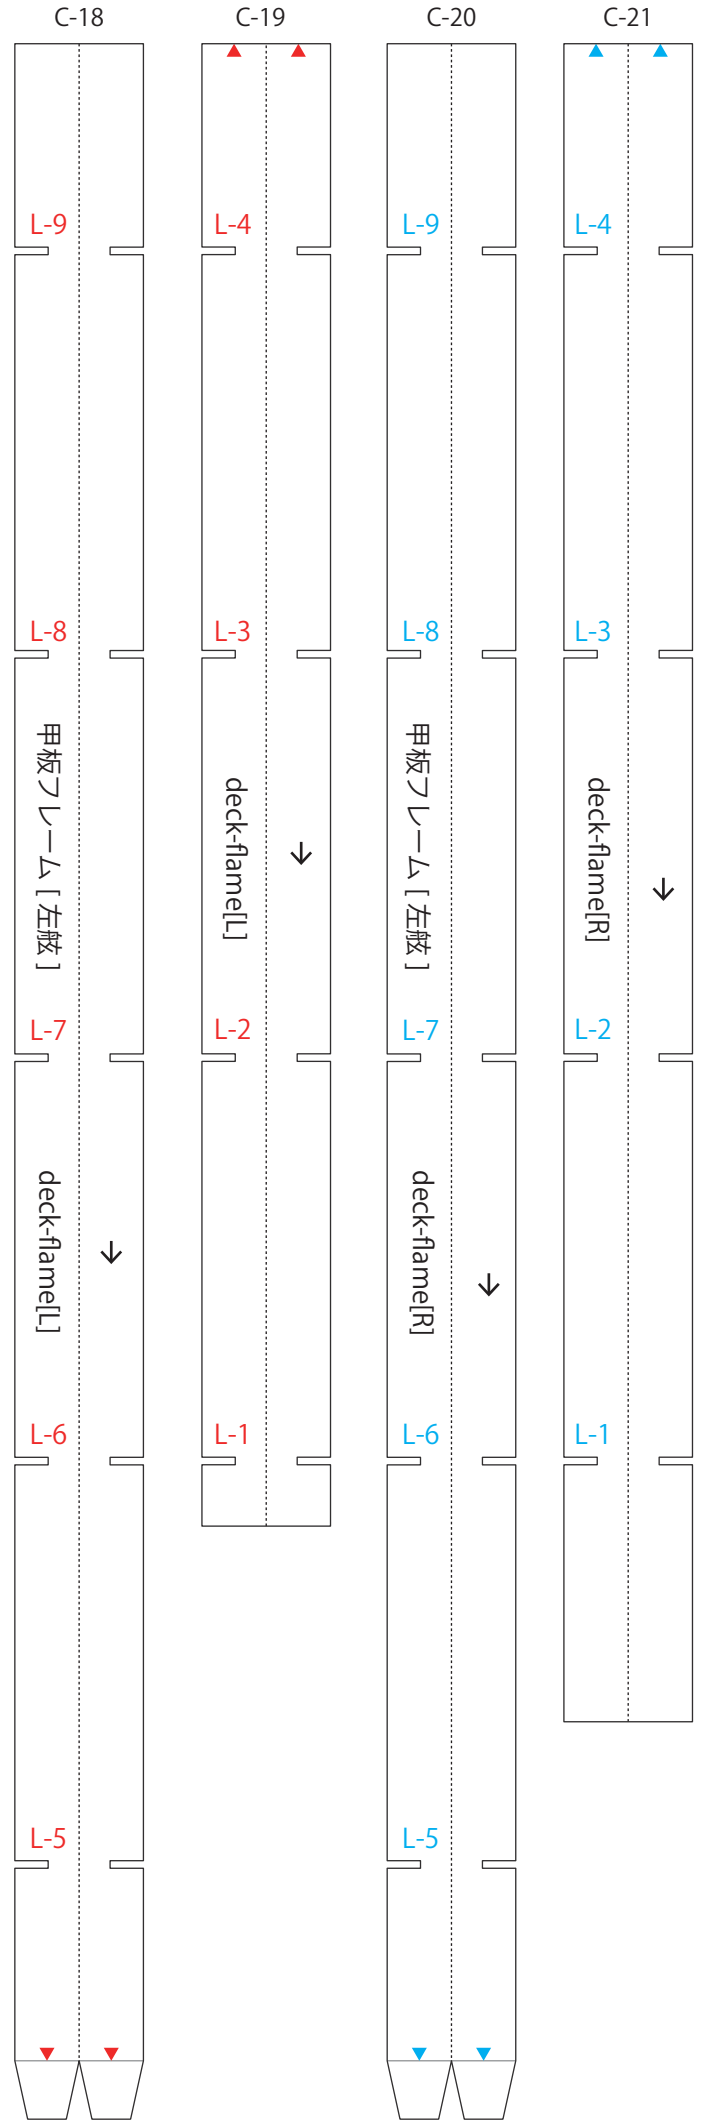 C-18
L-9
L-8
甲板フレーム [ 左舷 ]
L-7
deck-flame[L]
L-6
L-5
C-19
L-4
L-3
deck-flame[L]
L-2
L-1
C-20
L-9
L-8
甲板フレーム [ 左舷 ]
L-7
deck-flame[R]
L-6
L-5
C-21
L-4
L-3
deck-flame[R]
L-2
L-1